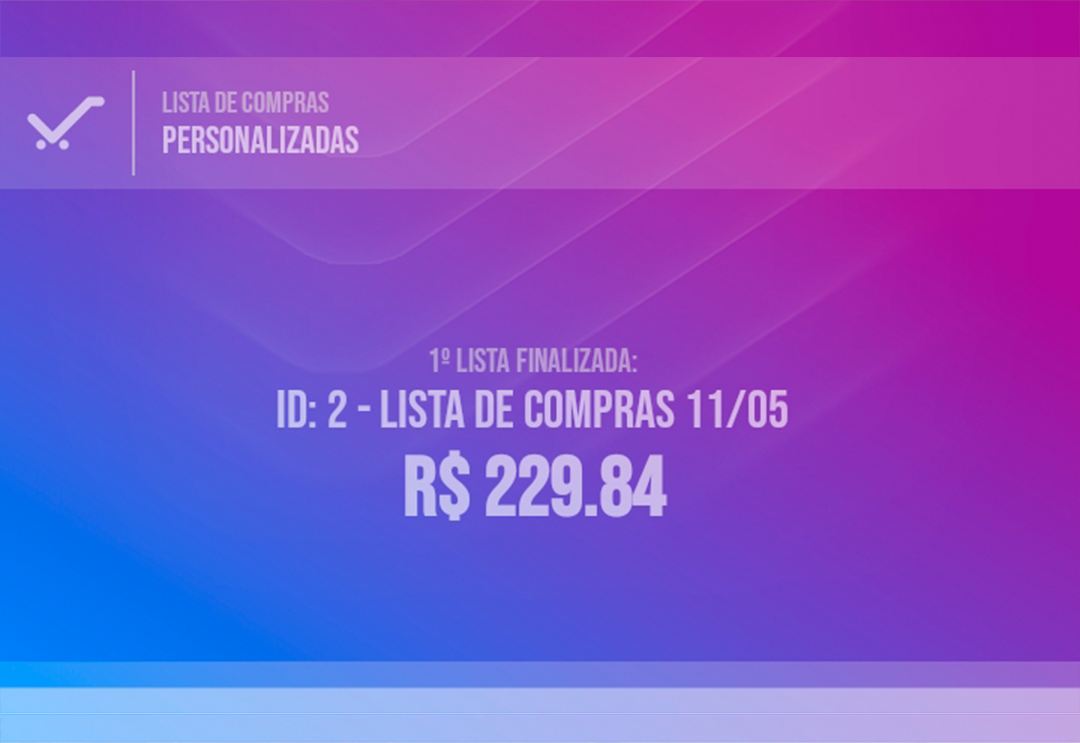 LISTA DE COMPRAS
PERSONALIZADAS
1º LISTA FINALIZADA:
ID: 2 - LISTA DE COMPRAS 11/05
R$ 229.84